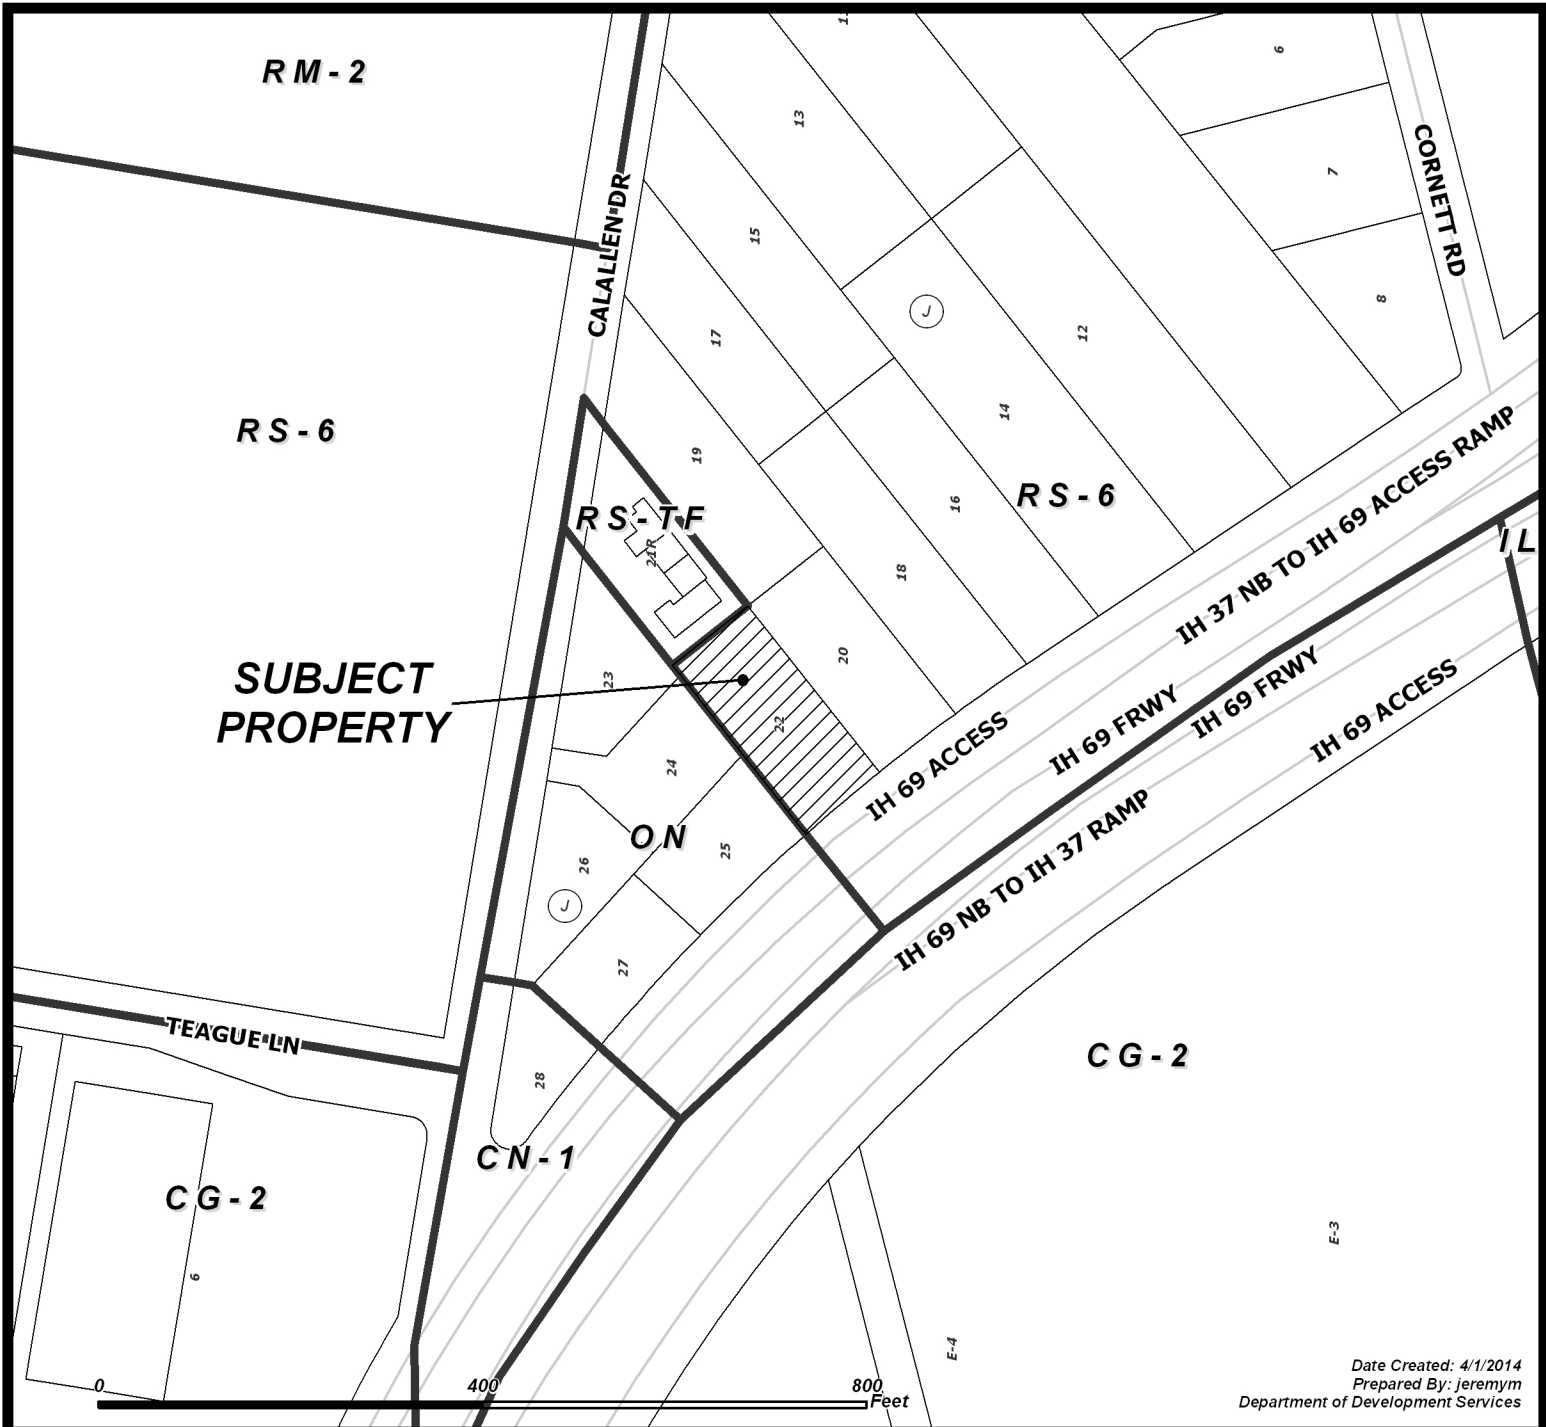 RM-2
13
6
7
CORNETT RD
CALALLEN DR
15
8
J
17
12
14
RS-6
19
16
RS-6
RS-TF
21R
IL
18
IH 37 NB TO IH 69 ACCESS RAMP
20
SUBJECT
PROPERTY
23
22
IH 69 FRWY
IH 69 FRWY
IH 69 ACCESS
IH 69 ACCESS
24
ON
25
26
J
IH 69 NB TO IH 37 RAMP
27
TEAGUE LN
28
CG-2
CN-1
CG-2
6
E-3
E-4
0 400 800
Feet
Date Created: 4/1/2014
Prepared By: jeremym
Department of Development Services